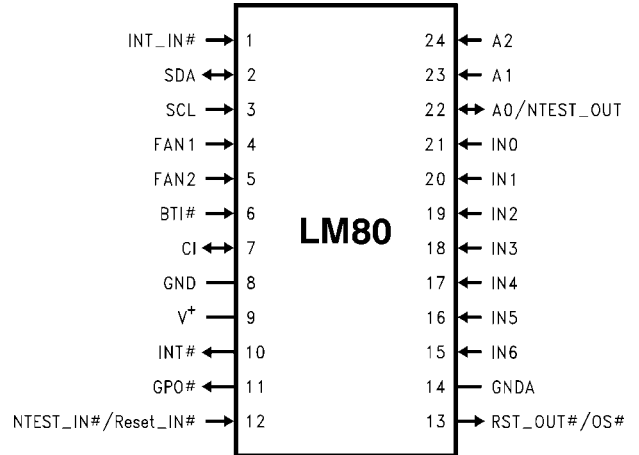 INT_IN# 1 24 A2
SDA 2 23 A1
SCL 3 22 A0/NTEST_OUT
FAN1 4 21 IN0
FAN2 5 20 IN1
BTI# 6 19 IN2
LM80
CI 7 18 IN3
GND 8 17 IN4
V+ 9 16 IN5
INT# 10 15 IN6
GPO# 11 14 GNDA
NTEST_IN#/Reset_IN# 12 13 RST_OUT#/OS#